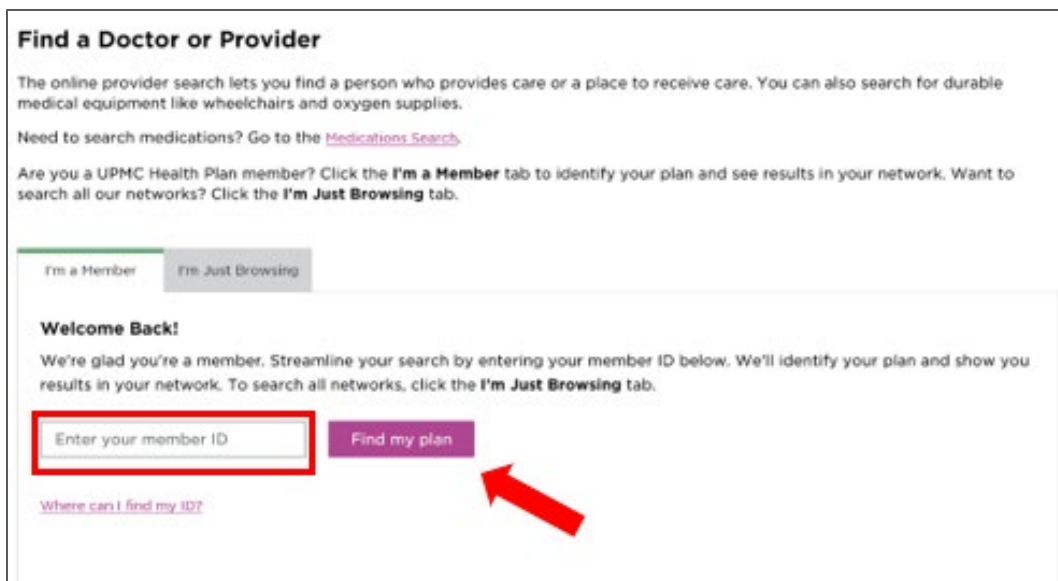 Find a Doctor or Provider
The online provider search lets you find a person who provides care or a place to receive care. You can also search for durable
medical equipment like wheelchairs and oxygen supplies.
Need to search medications? Go to the Medications Search.
Are you a UPMC Health Plan member? Click the I'm a Member tab to identify your plan and see results in your network. Want to
search all our networks? Click the I'm Just Browsing tab.
I'm a Member I'm Just Browsing
Welcome Back!
We're glad you're a member. Streamline your search by entering your member ID below. We'll identify your plan and show you
results in your network. To search all networks, click the I'm Just Browsing tab.
Enter your member ID Find my plan
Where can I find my ID?